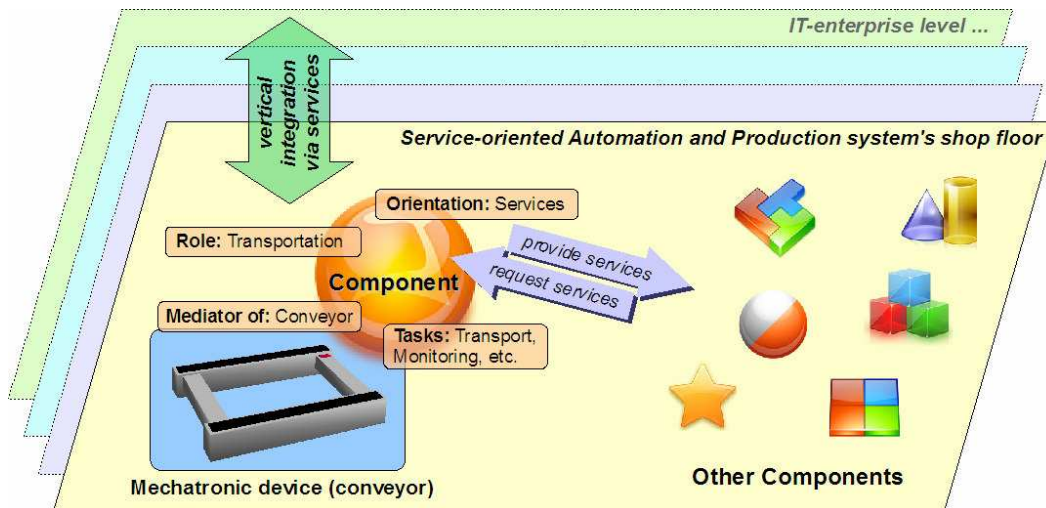 IT-enterprise level ...
vertical
integration
via services
Service-oriented Automation and Production system's shop floor
Orientation: Services
Role: Transportation
provide services
request services
Component
Mediator of: Conveyor
Tasks: Transport,
Monitoring, etc.
Other Components
Mechatronic device (conveyor)